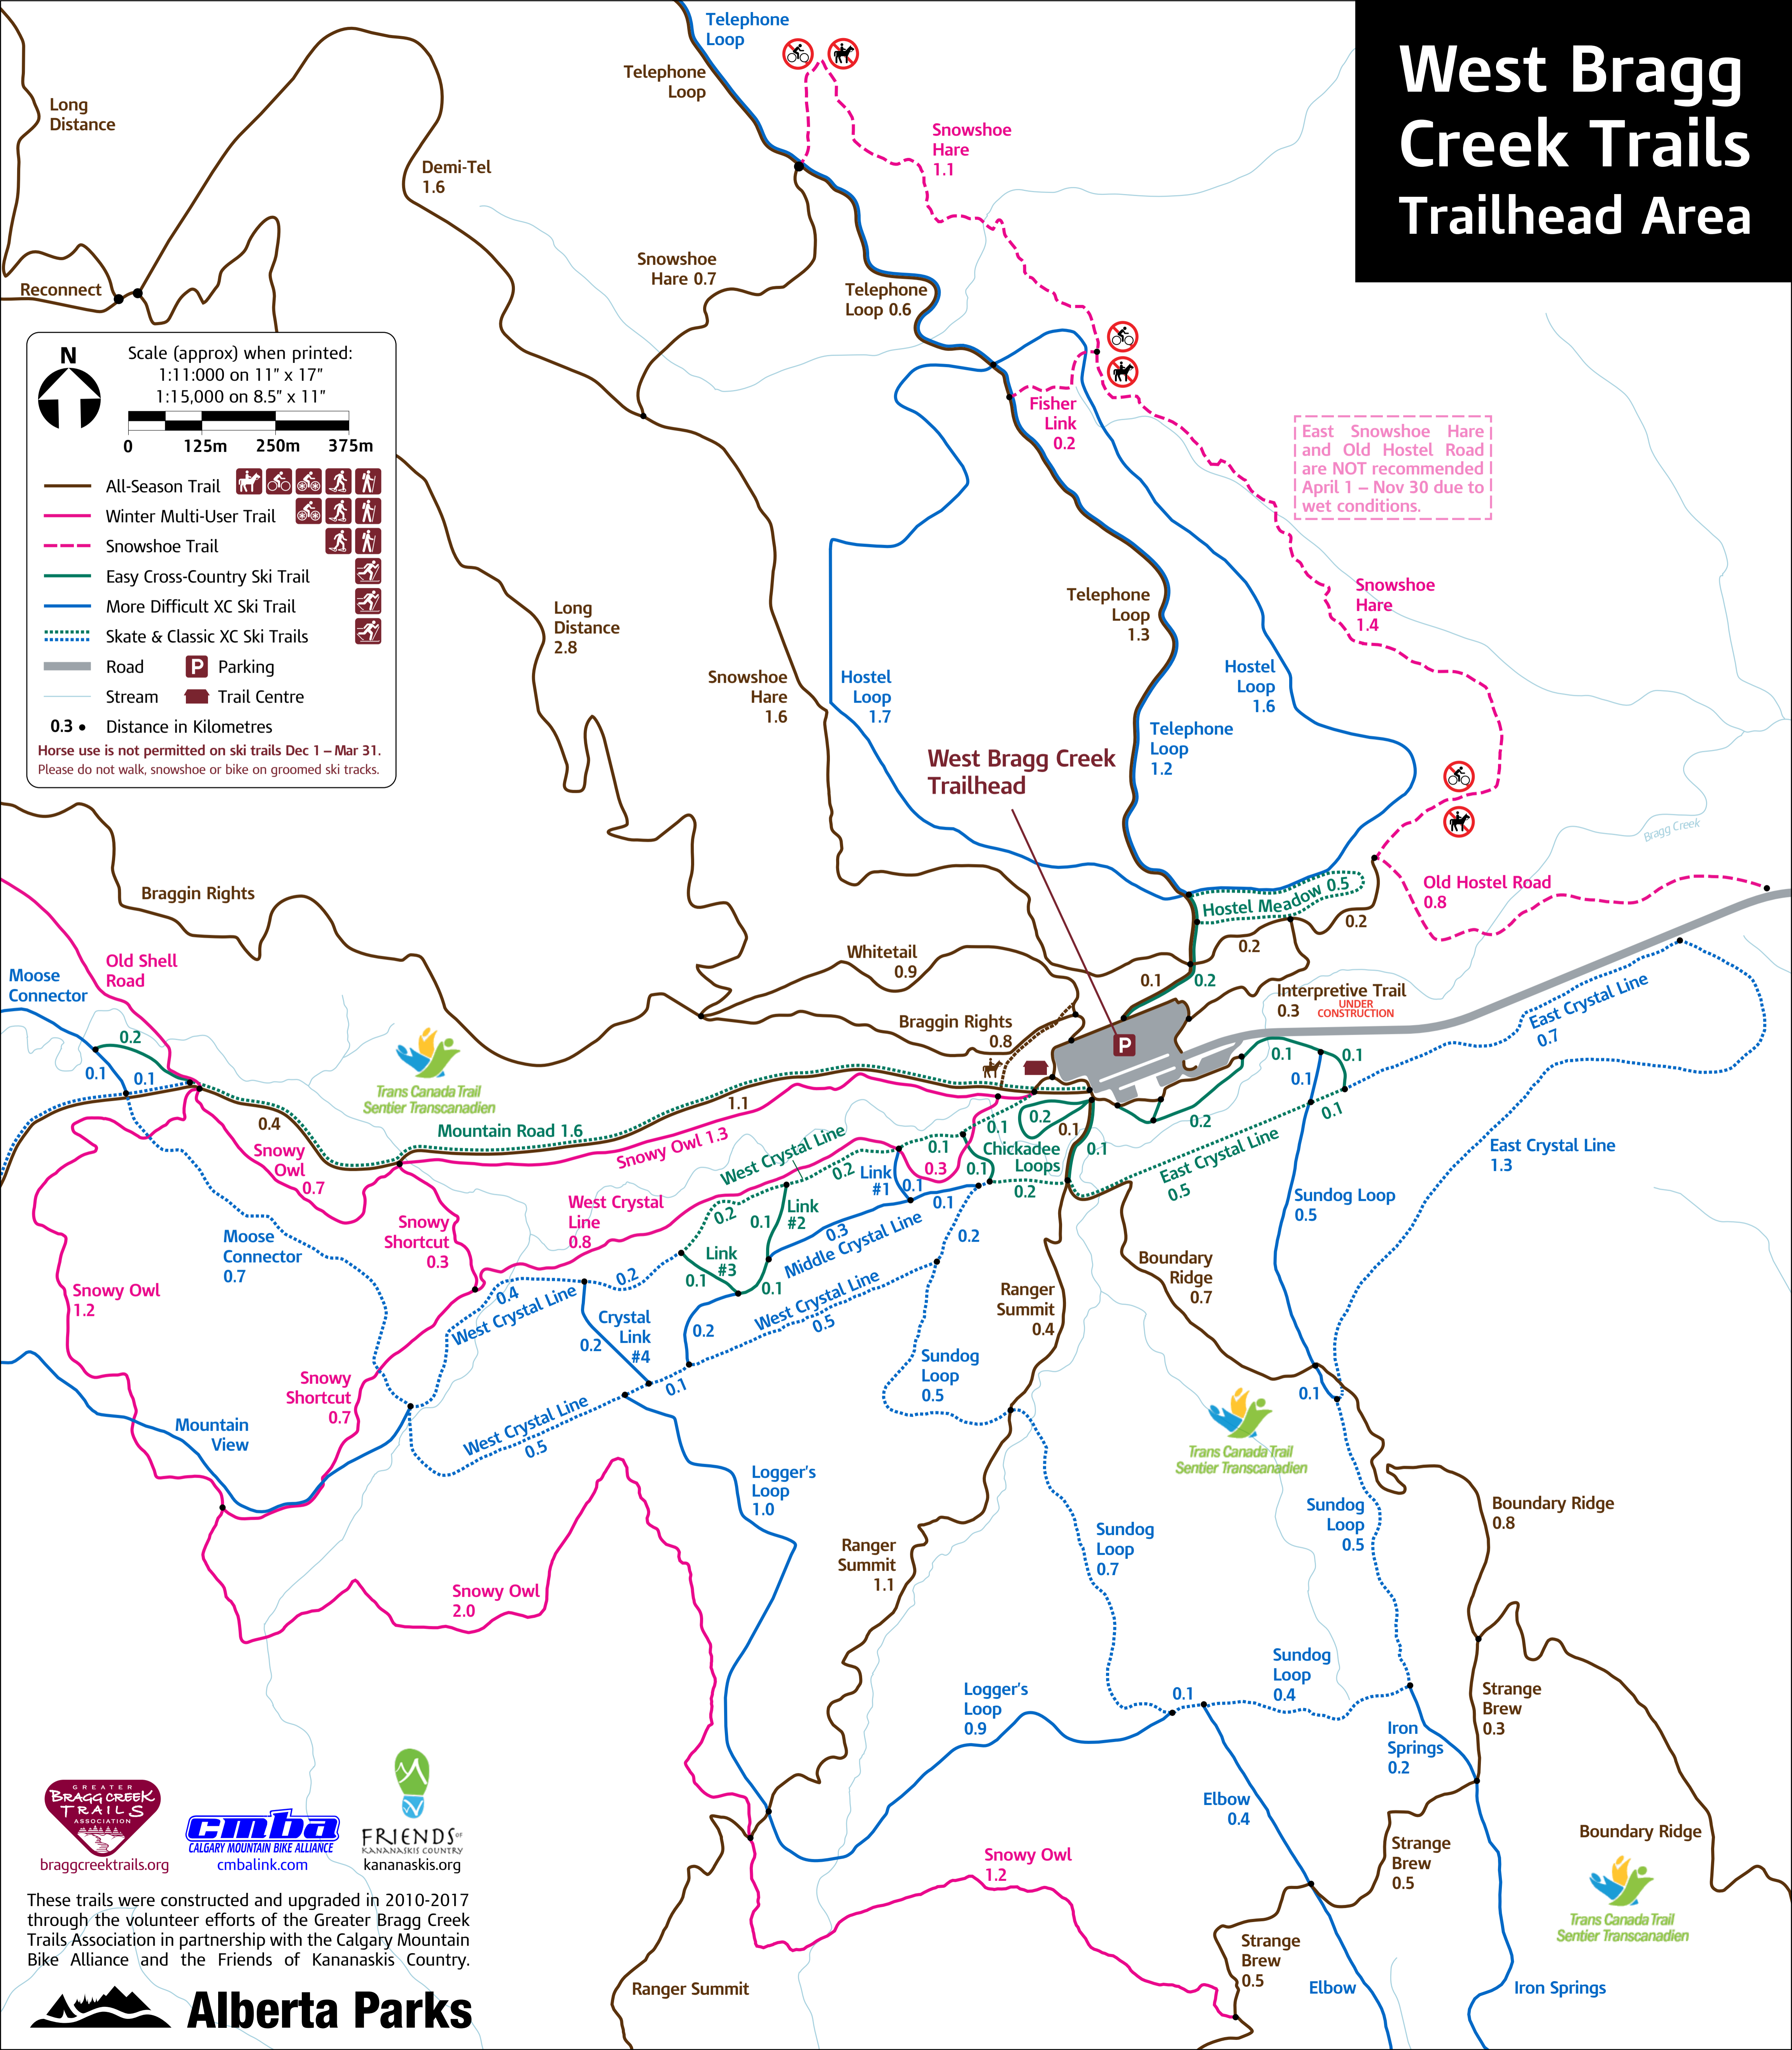 West Bragg
Creek Trails
Trailhead Area
Telephone
Loop
Telephone
Loop
Long
Distance
Demi-Tel
1.6
Snowshoe
Hare
1.1
Snowshoe
Hare 0.7
Telephone
Loop 0.6
Reconnect
N
Scale (approx) when printed:
1:11:000 on 11" x 17"
1:15,000 on 8.5" x 11"
0 125m 250m 375m
All-Season Trail
Winter Multi-User Trail
Snowshoe Trail
Easy Cross-Country Ski Trail
More Difficult XC Ski Trail
Skate & Classic XC Ski Trails
Road P Parking
Stream Trail Centre
0.3 • Distance in Kilometres
Horse use is not permitted on ski trails Dec 1 – Mar 31.
Please do not walk, snowshoe or bike on groomed ski tracks.
Fisher
Link
0.2
East Snowshoe Hare
and Old Hostel Road
are NOT recommended
April 1 – Nov 30 due to
wet conditions.
Long
Distance
2.8
Telephone
Loop
1.3
Snowshoe
Hare
1.4
Snowshoe
Hare
1.6
Hostel
Loop
1.7
Hostel
Loop
1.6
Telephone
Loop
1.2
West Bragg Creek
Trailhead
Bragg Creek
Braggin Rights
Hostel Meadow 0.5
Old Hostel Road
0.8
0.2
0.2
Whitetail
0.9
0.1
0.2
Interpretive Trail
0.3
UNDER
CONSTRUCTION
East Crystal Line
0.7
Old Shell
Road
Moose
Connector
0.2
0.1
0.1
Braggin Rights
0.8
P
0.1
0.1
0.1
0.1
0.2
Trans Canada Trail
Sentier Transcanadien
0.4
Mountain Road 1.6
1.1
Snowy Owl 1.3
0.2
0.1
0.1
0.1
Chickadee
Loops
0.1
0.1
0.3
0.2
West Crystal Line
0.2
Link
#1
0.1
0.1
East Crystal Line
0.5
East Crystal Line
1.3
Snowy
Owl
0.7
West Crystal
Line
0.8
0.2
0.1
Link
#2
0.3
Middle Crystal Line
0.2
Sundog Loop
0.5
Snowy
Shortcut
0.3
Moose
Connector
0.7
Link
#3
0.1
0.1
0.2
Boundary
Ridge
0.7
Snowy Owl
1.2
0.4
West Crystal Line
Crystal
Link
#4
0.2
0.2
West Crystal Line
0.5
Ranger
Summit
0.4
Snowy
Shortcut
0.7
0.1
Sundog
Loop
0.5
0.1
Mountain
View
West Crystal Line
0.5
Trans Canada Trail
Sentier Transcanadien
Logger's
Loop
1.0
Sundog
Loop
0.5
Boundary Ridge
0.8
Sundog
Loop
0.7
Ranger
Summit
1.1
Snowy Owl
2.0
Sundog
Loop
0.4
0.1
Logger's
Loop
0.9
Strange
Brew
0.3
Iron
Springs
0.2
Elbow
0.4
Strange
Brew
0.5
Boundary Ridge
Trans Canada Trail
Sentier Transcanadien
Snowy Owl
1.2
Strange
Brew
0.5
Ranger Summit
Elbow
Iron Springs
GREATER
BRAGG CREEK
TRAILS
ASSOCIATION
braggcreektrails.org
cmba
CALGARY MOUNTAIN BIKE ALLIANCE
cmbalink.com
FRIENDS OF
KANANASKIS COUNTRY
kananaskis.org
These trails were constructed and upgraded in 2010-2017
through the volunteer efforts of the Greater Bragg Creek
Trails Association in partnership with the Calgary Mountain
Bike Alliance and the Friends of Kananaskis Country.
Alberta Parks